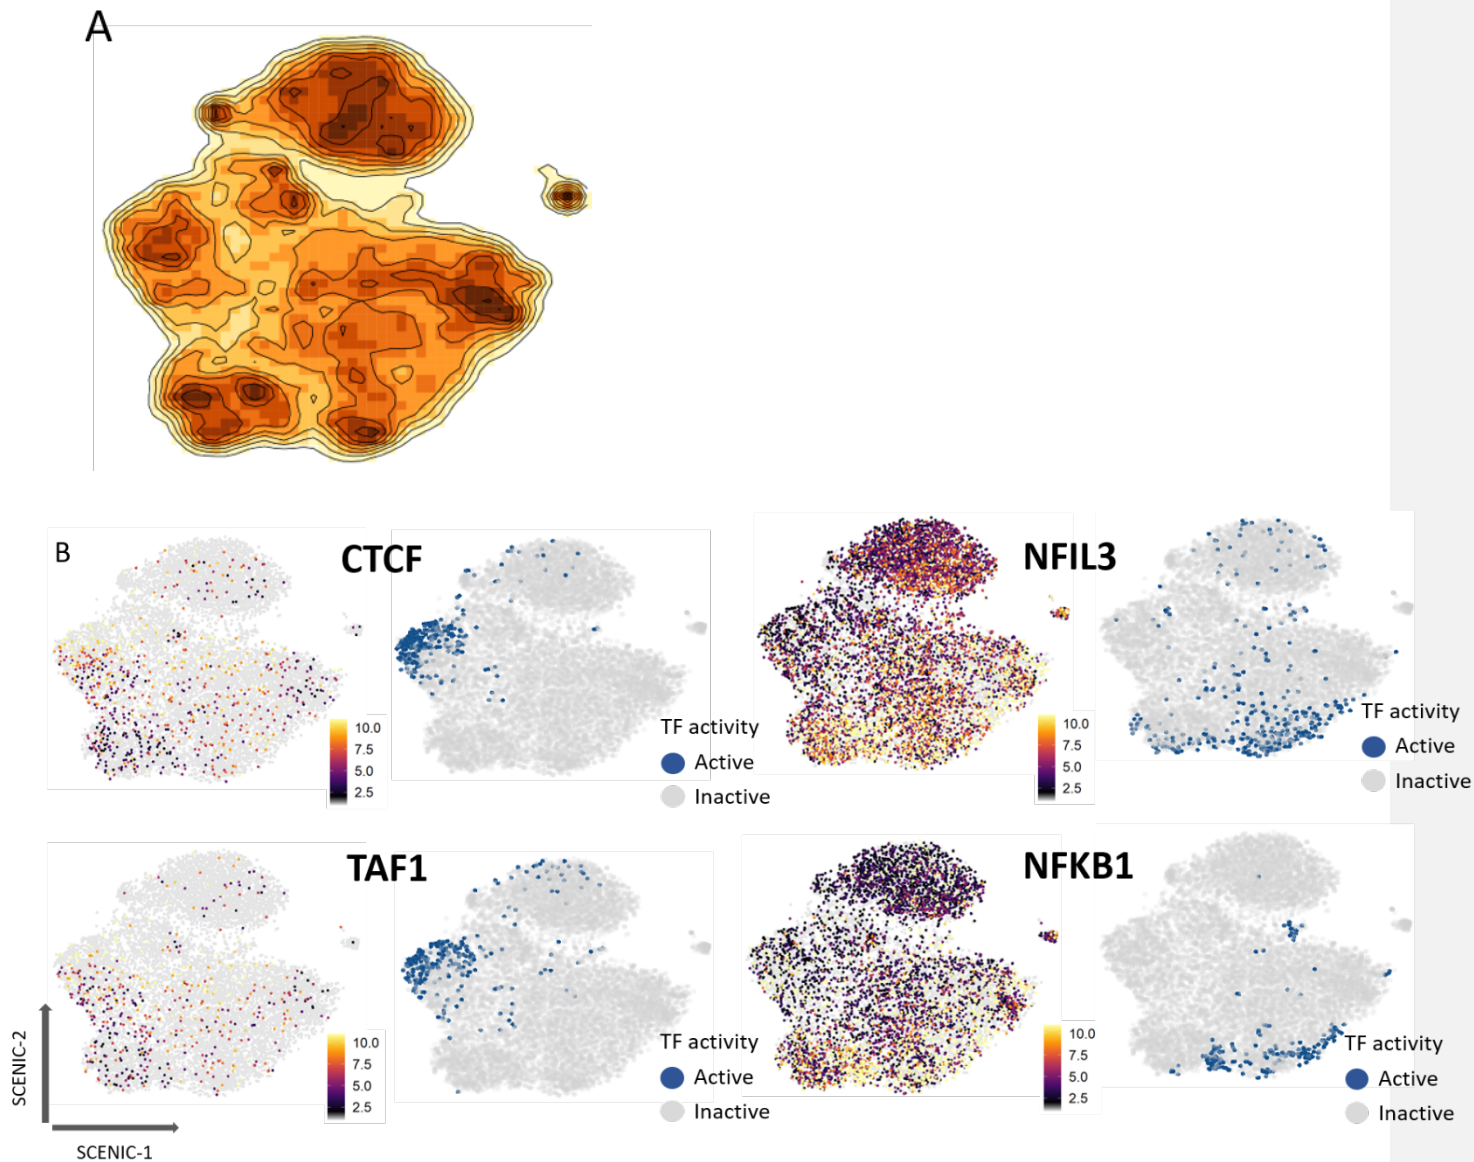 A
B
CTCF
10.0
7.5
5.0
2.5
TF activity
Active
Inactive
NFIL3
10.0
7.5
5.0
2.5
TF activity
Active
Inactive
TAF1
10.0
7.5
5.0
2.5
TF activity
Active
Inactive
NFKB1
10.0
7.5
5.0
2.5
TF activity
Active
Inactive
SCENIC-2
SCENIC-1